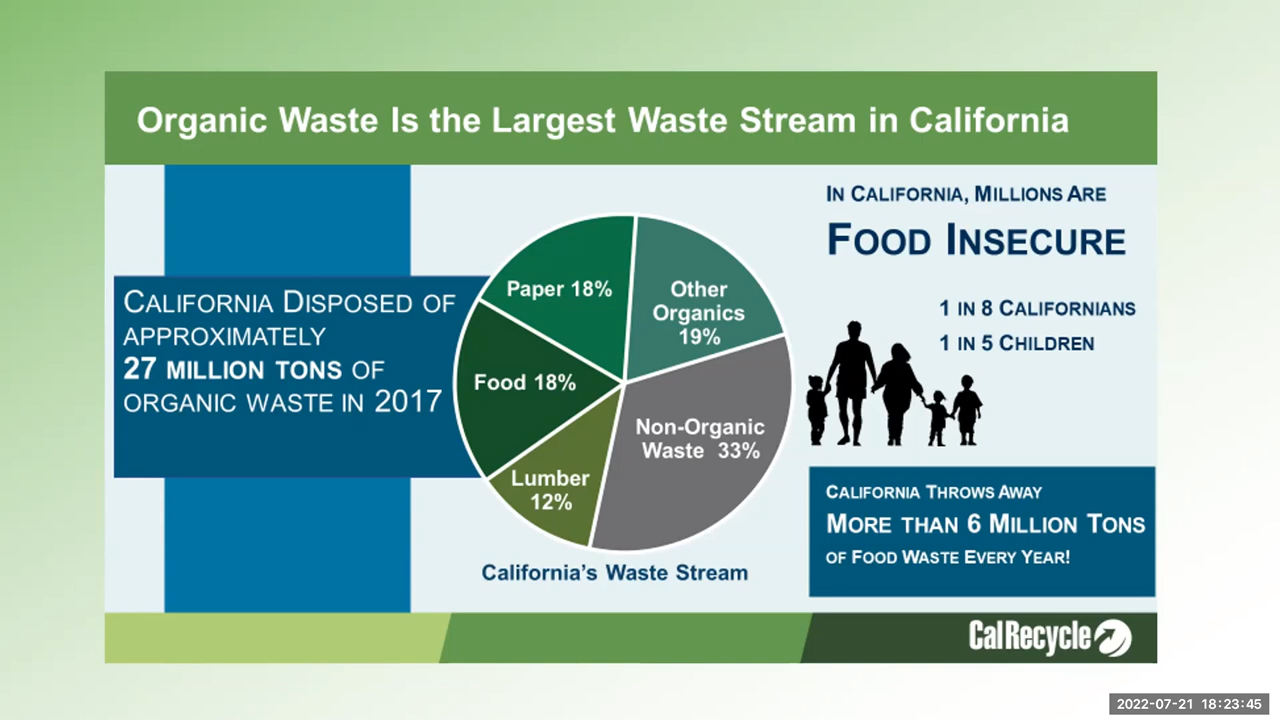 Organic Waste Is the Largest Waste Stream in California
CALIFORNIA DISPOSED OF
APPROXIMATELY
27 MILLION TONS OF
ORGANIC WASTE IN 2017
Paper 18%
Other
Organics
19%
Food 18%
Non-Organic
Waste 33%
Lumber
12%
California’s Waste Stream
IN CALIFORNIA, MILLIONS ARE
FOOD INSECURE
1 IN 8 CALIFORNIANS
1 IN 5 CHILDREN
CALIFORNIA THROWS AWAY
MORE THAN 6 MILLION TONS
OF FOOD WASTE EVERY YEAR!
CalRecycle
2022-07-21 18:23:45